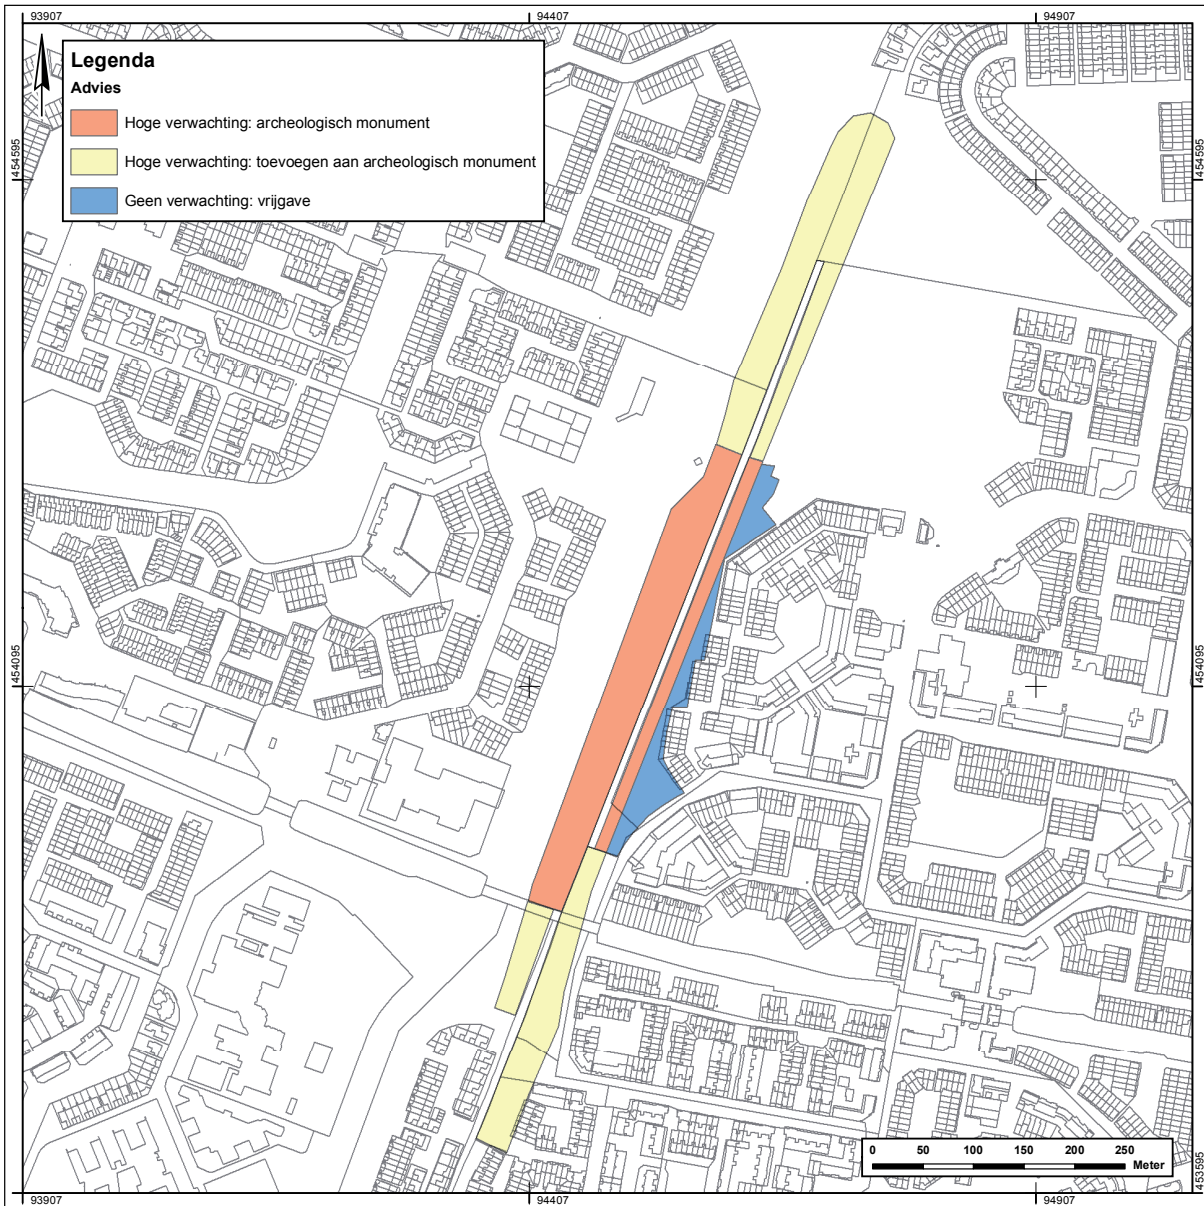 93907 94407 94907
Legenda
Advies
Hoge verwachting: archeologisch monument
Hoge verwachting: toevoegen aan archeologisch monument
Geen verwachting: vrijgave
454595 454595
454095 454095
0 50 100 150 200 250
Meter
453595
93907 94407 94907